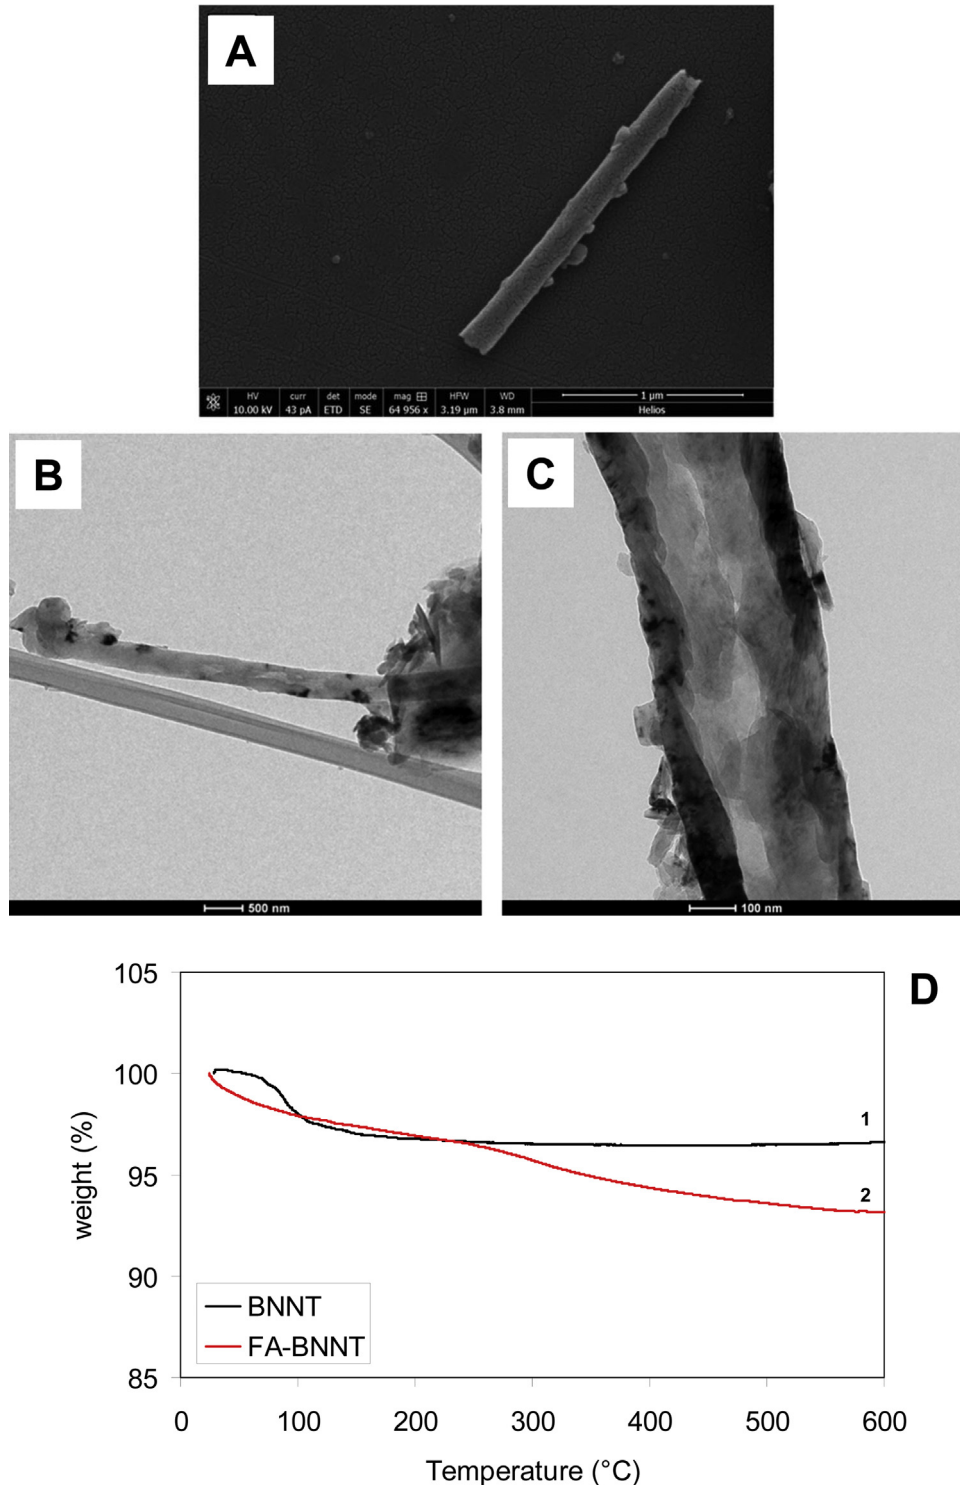 A
HV curr det mode mag HFW WD 1 µm
10.00 kV 43 pA ETD SE 64 956 x 3.19 µm 3.8 mm Helios
B
C
500 nm
100 nm
D
105
100
95
90
85
weight (%)
1
2
BNNT
FA-BNNT
0 100 200 300 400 500 600
Temperature (°C)